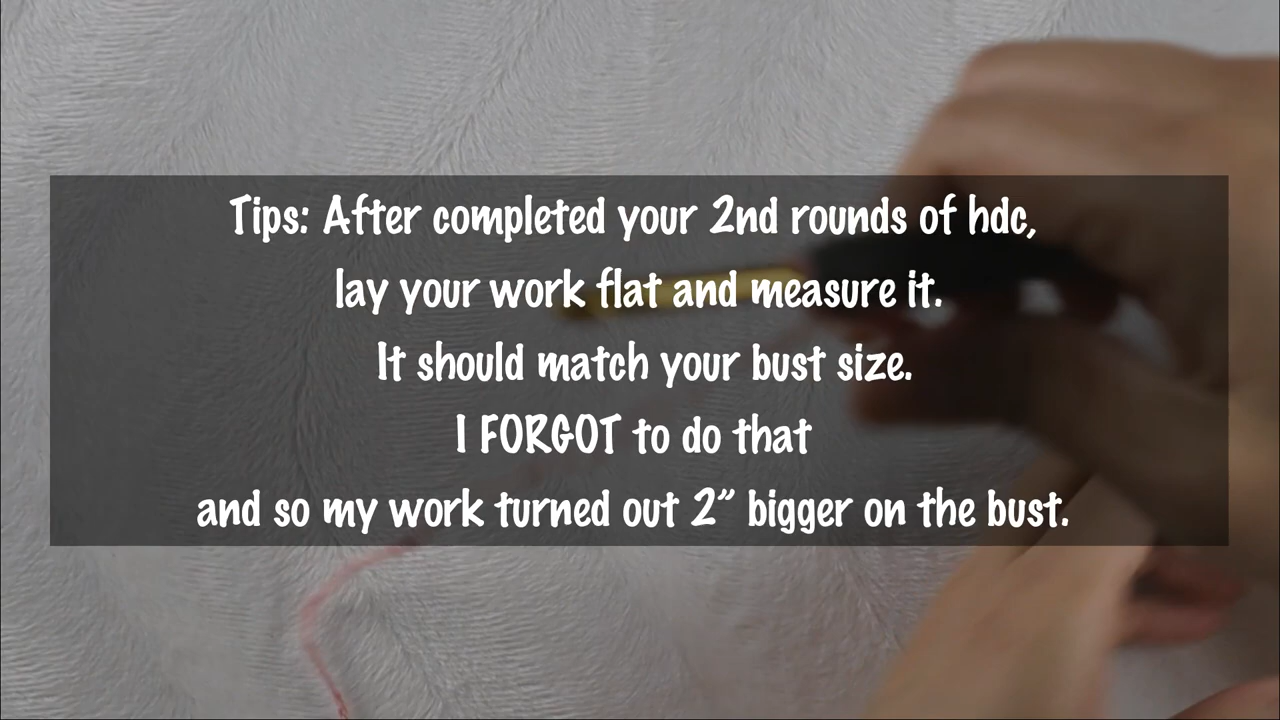 Tips: After completed your 2nd rounds of hdc,
lay your work flat and measure it.
It should match your bust size.
I FORGOT to do that
and so my work turned out 2” bigger on the bust.